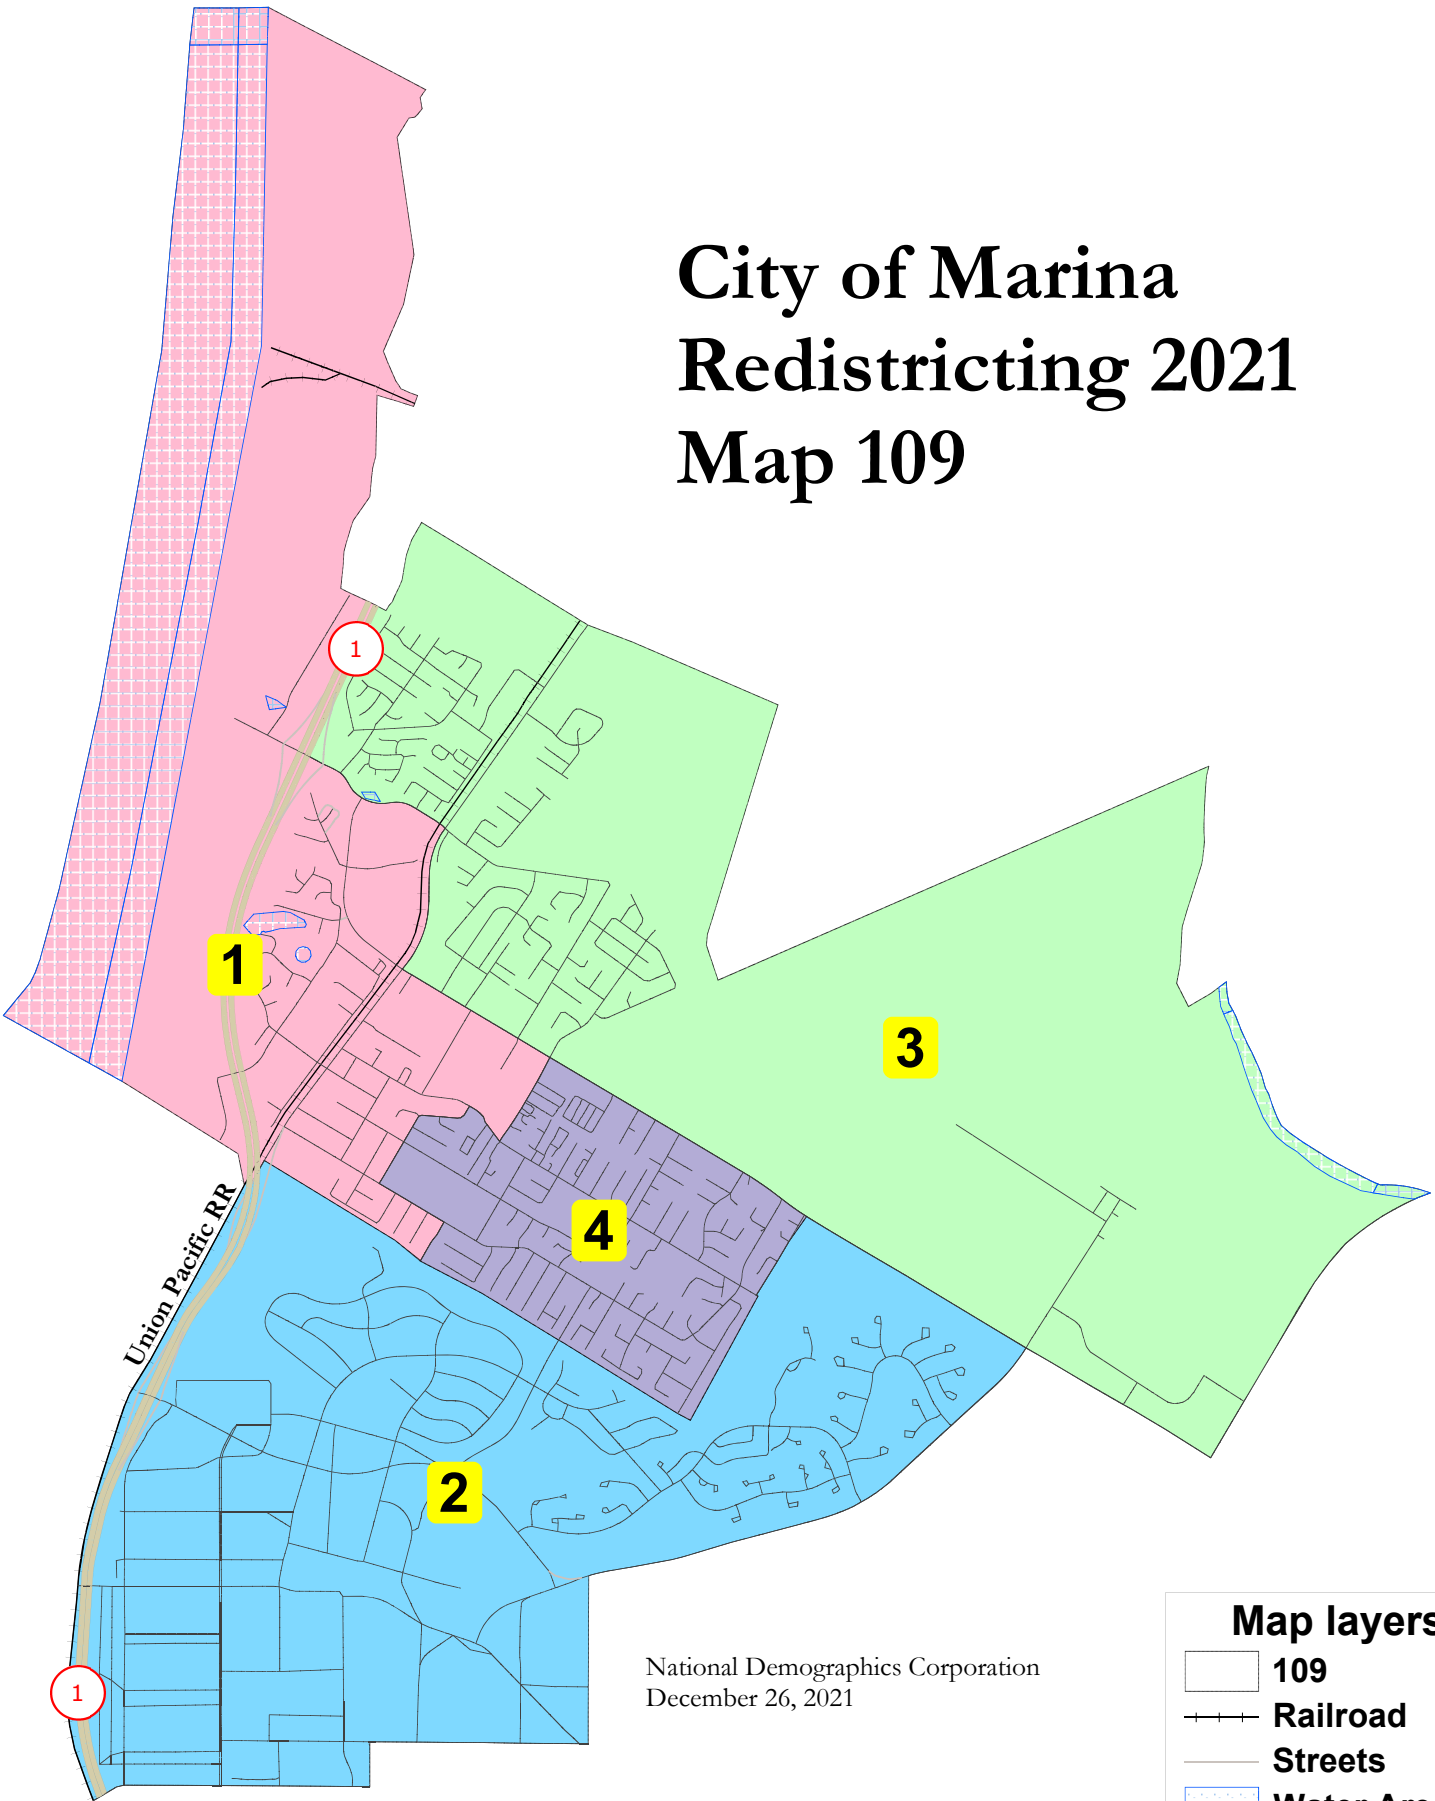 City of Marina
Redistricting 2021
Map 109
1
1
3
4
Union Pacific RR
2
National Demographics Corporation
December 26, 2021
1
Map layers
109
Railroad
Streets
Water